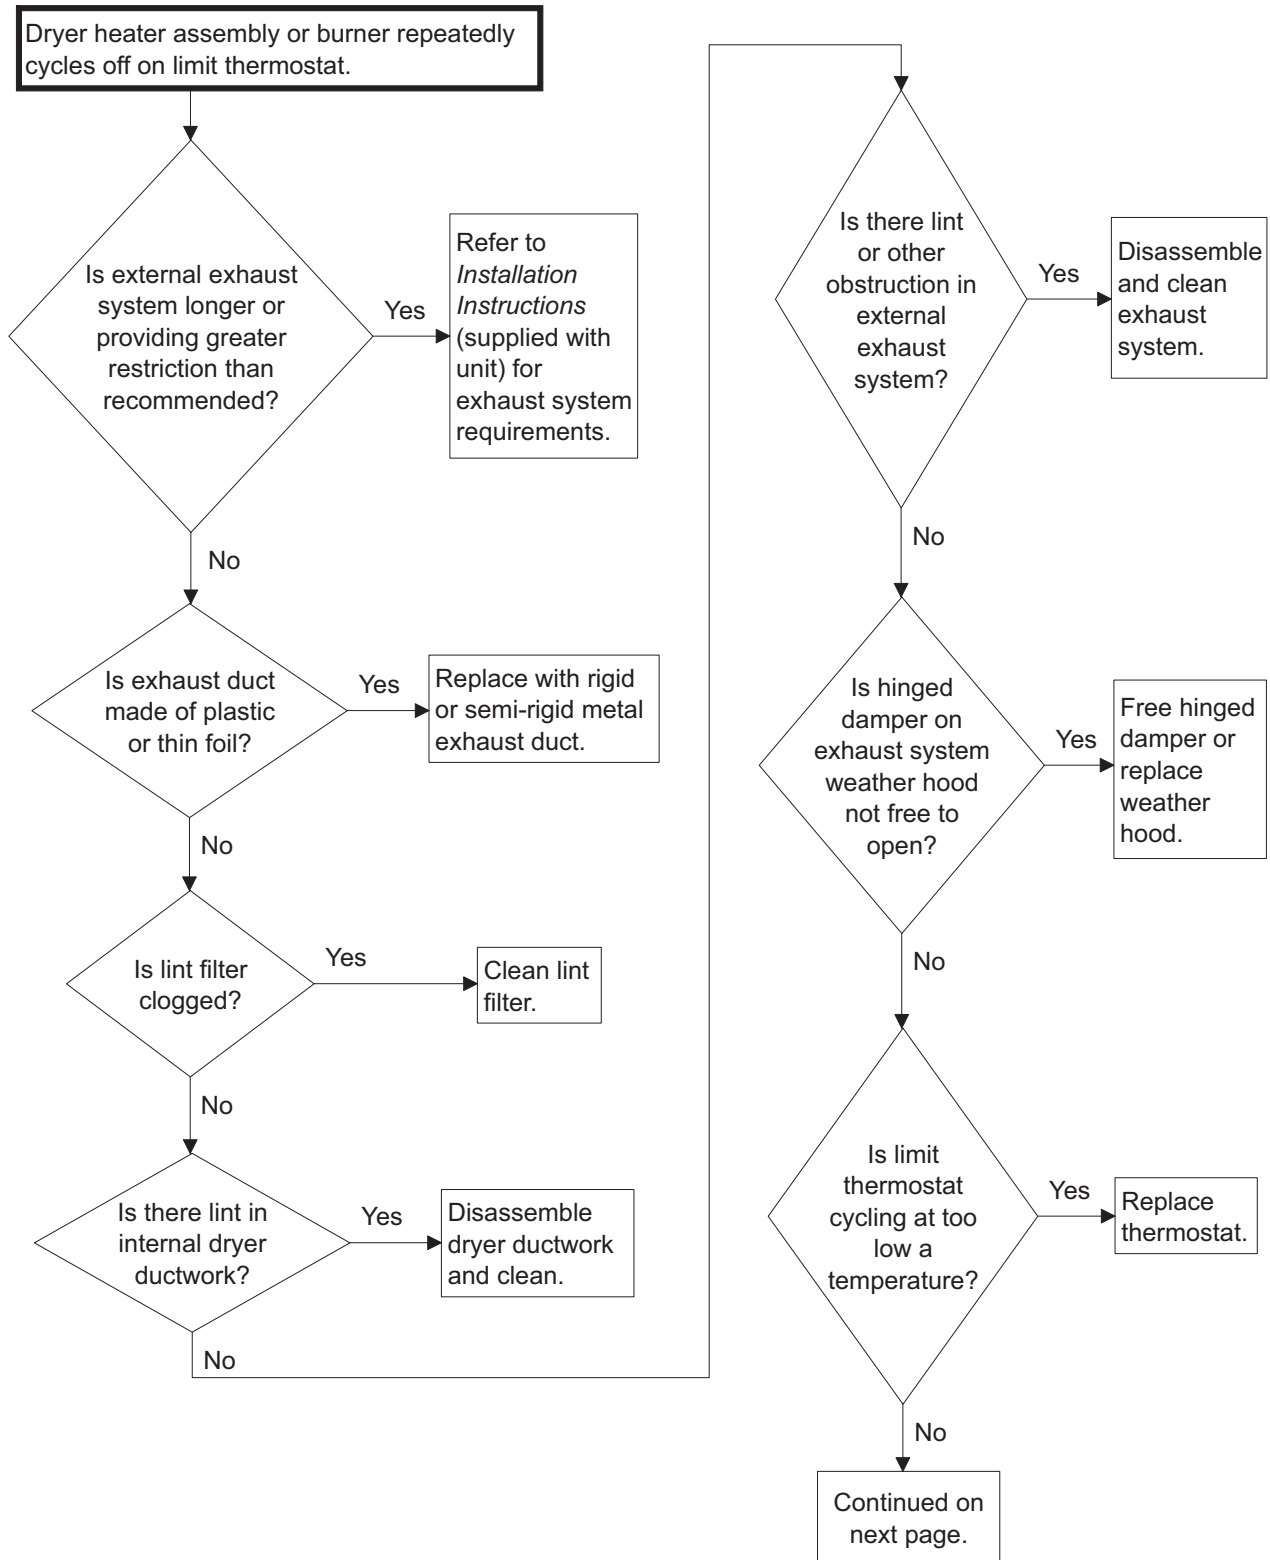 Dryer heater assembly or burner repeatedly
cycles off on limit thermostat.
Is external exhaust
system longer or
providing greater
restriction than
recommended?
Yes
Refer to
Installation
Instructions
(supplied with
unit) for
exhaust system
requirements.
No
Is exhaust duct
made of plastic
or thin foil?
Yes
Replace with rigid
or semi-rigid metal
exhaust duct.
No
Is lint filter
clogged?
Yes
Clean lint
filter.
No
Is there lint in
internal dryer
ductwork?
Yes
Disassemble
dryer ductwork
and clean.
No
Is there lint
or other
obstruction in
external
exhaust
system?
Yes
Disassemble
and clean
exhaust
system.
No
Is hinged
damper on
exhaust system
weather hood
not free to
open?
Yes
Free hinged
damper or
replace
weather
hood.
No
Is limit
thermostat
cycling at too
low a
temperature?
Yes
Replace
thermostat.
No
Continued on
next page.